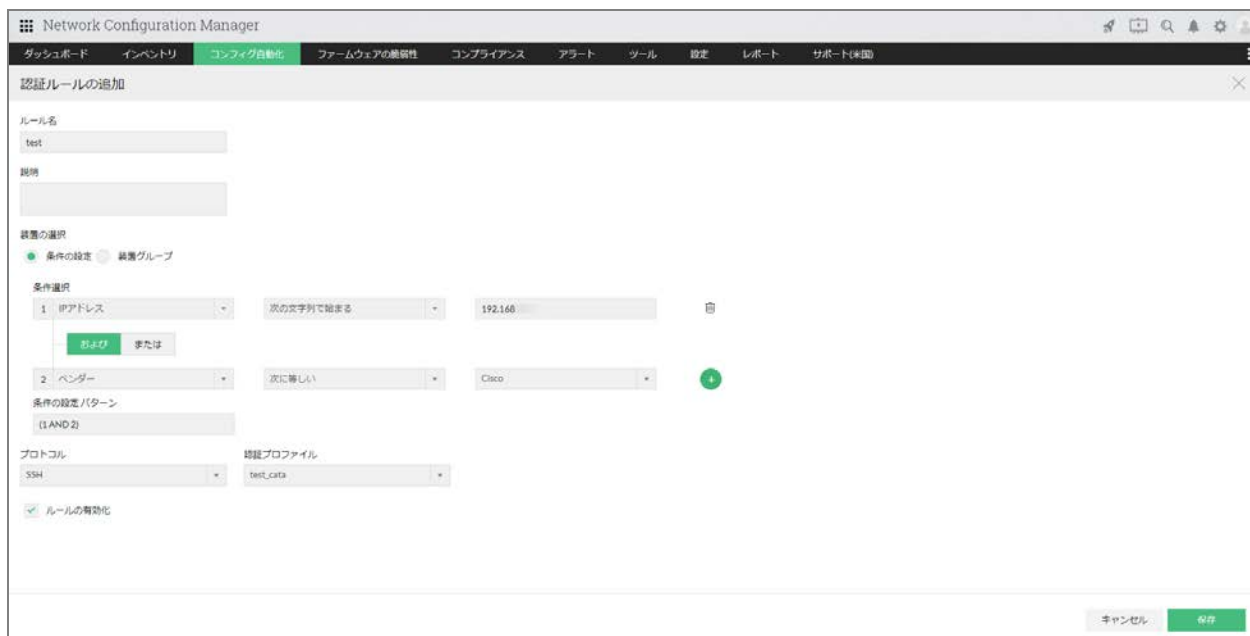 Network Configuration Manager
ダッシュボード インベントリ コンフィグ自動化 ファームウェアの脆弱性 コンプライアンス アラート ツール 設定 レポート サポート(米国)
認証ルールの追加
ルール名
test
説明
装置の選択
条件の設定 装置グループ
条件選択
1 IPアドレス 次の文字列で始まる 192.168
および または
2 ベンダー 次に等しい Cisco
条件の設定パターン
(1 AND 2)
プロトコル 認証プロファイル
SSH test_cata
ルールの有効化
キャンセル 保存